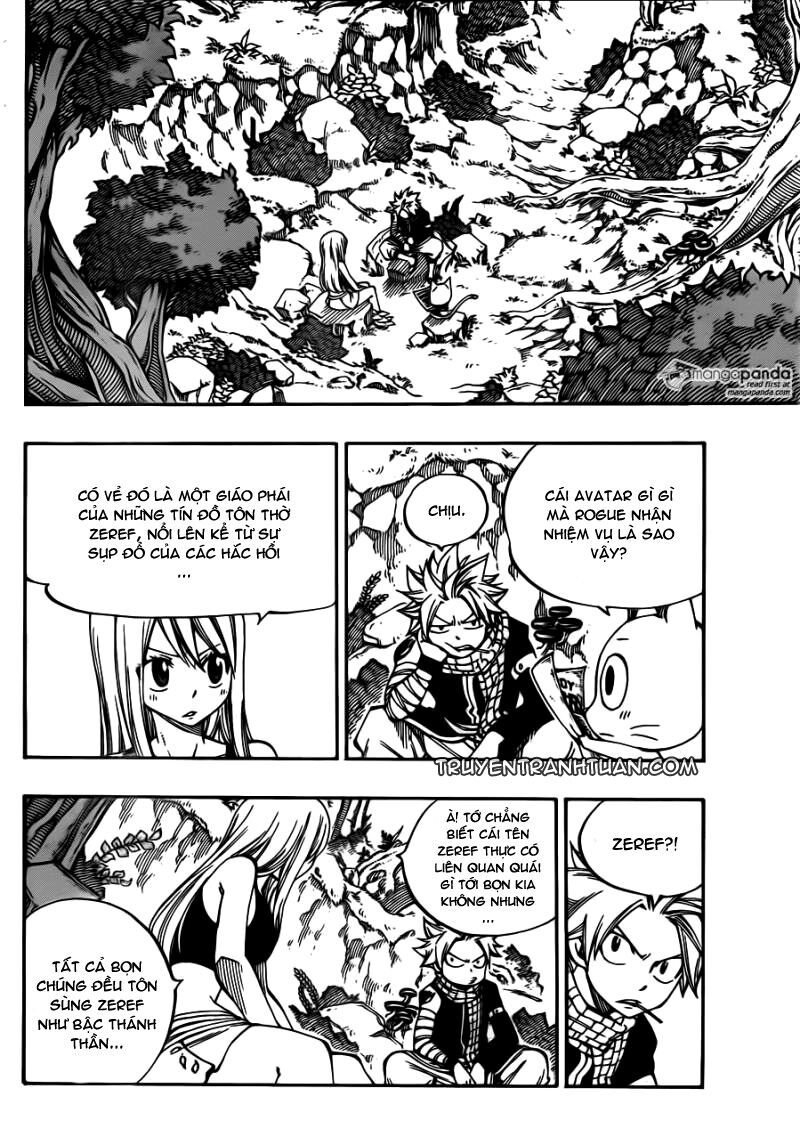 mangapanda
read first at
mangapanda.com
CÁI AVATAR GÌ GÌ
MÀ ROGUE NHẬN
NHIỆM VỤ LÀ SAO
VẬY?
CHỊU.
CÓ VẺ ĐÓ LÀ MỘT GIÁO PHÁI
CỦA NHỮNG TÍN ĐỒ TÔN THỜ
ZEREF, NỔI LÊN KỂ TỪ SỰ
SỤP ĐỔ CỦA CÁC HẮC HỘI
...
TRUYENTRANHTUAN.COM
ZEREF?!
À! TỚ CHẲNG
BIẾT CÁI TÊN
ZEREF THỰC CÓ
LIÊN QUAN QUÁI
GÌ TỚI BỌN KIA
KHÔNG NHƯNG
...
TẤT CẢ BỌN
CHÚNG ĐỀU TÔN
SÙNG ZEREF
NHƯ BẬC THÁNH
THẦN...